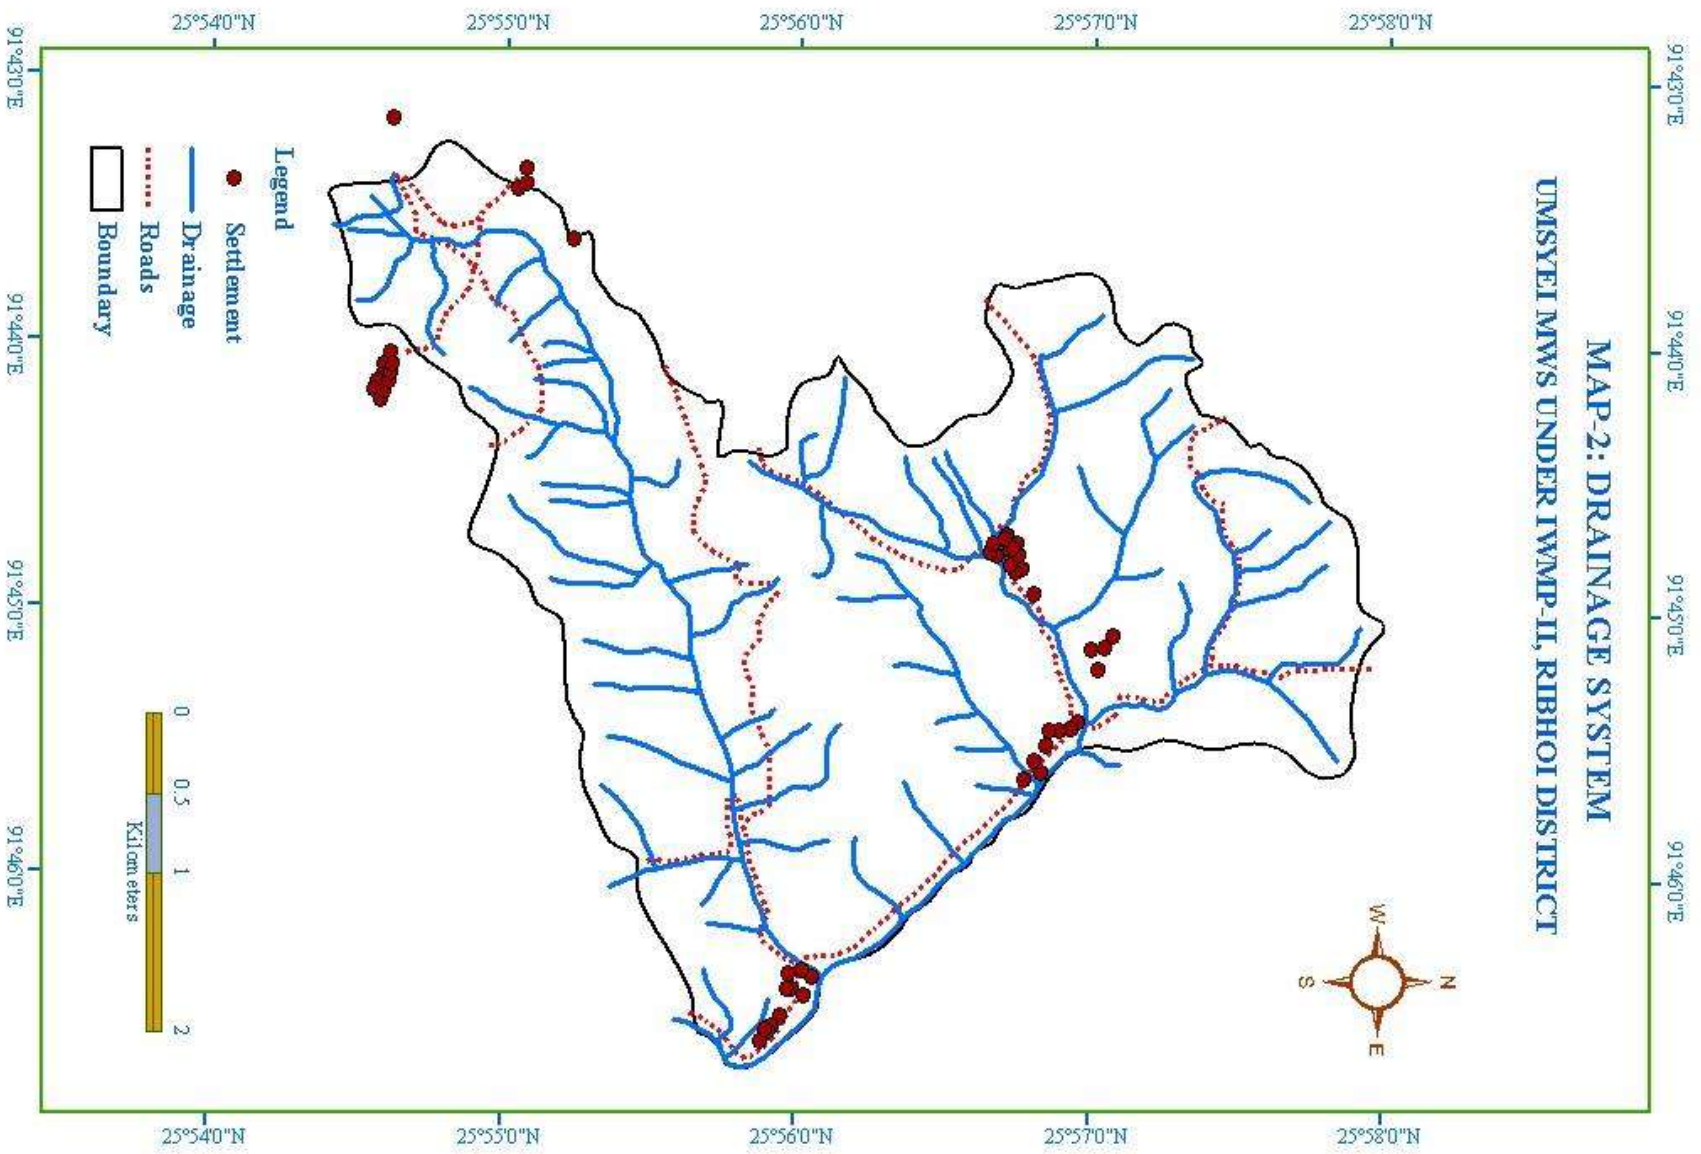 MAP-2: DRAINAGE SYSTEM
UMSYEI MWS UNDER IWMP-II, RIBHOI DISTRICT
91°43'0"E
91°44'0"E
91°45'0"E
91°46'0"E
25°58'0"N
25°57'0"N
25°56'0"N
25°55'0"N
25°54'0"N
25°58'0"N
25°57'0"N
25°56'0"N
25°55'0"N
25°54'0"N
N
W
E
S
Legend
Settlement
Drainage
Roads
Boundary
0 0.5 1 2
Kilometers
91°43'0"E
91°44'0"E
91°45'0"E
91°46'0"E